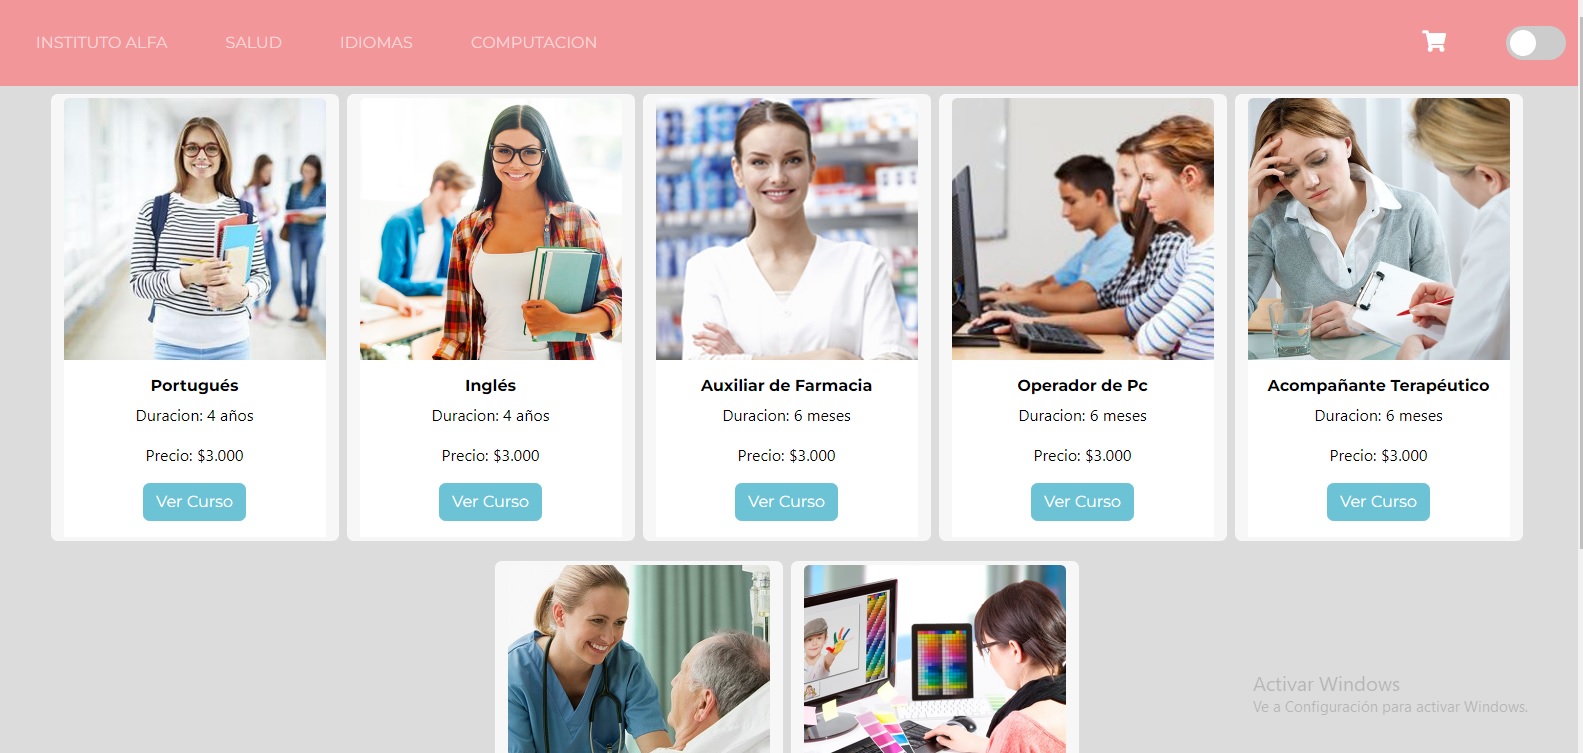 INSTITUTO ALFA SALUD IDIOMAS COMPUTACION
Portugués
Duracion: 4 años
Precio: $3.000
Ver Curso
Inglés
Duracion: 4 años
Precio: $3.000
Ver Curso
Auxiliar de Farmacia
Duracion: 6 meses
Precio: $3.000
Ver Curso
Operador de Pc
Duracion: 6 meses
Precio: $3.000
Ver Curso
Acompañante Terapéutico
Duracion: 6 meses
Precio: $3.000
Ver Curso
Activar Windows
Ve a Configuración para activar Windows.